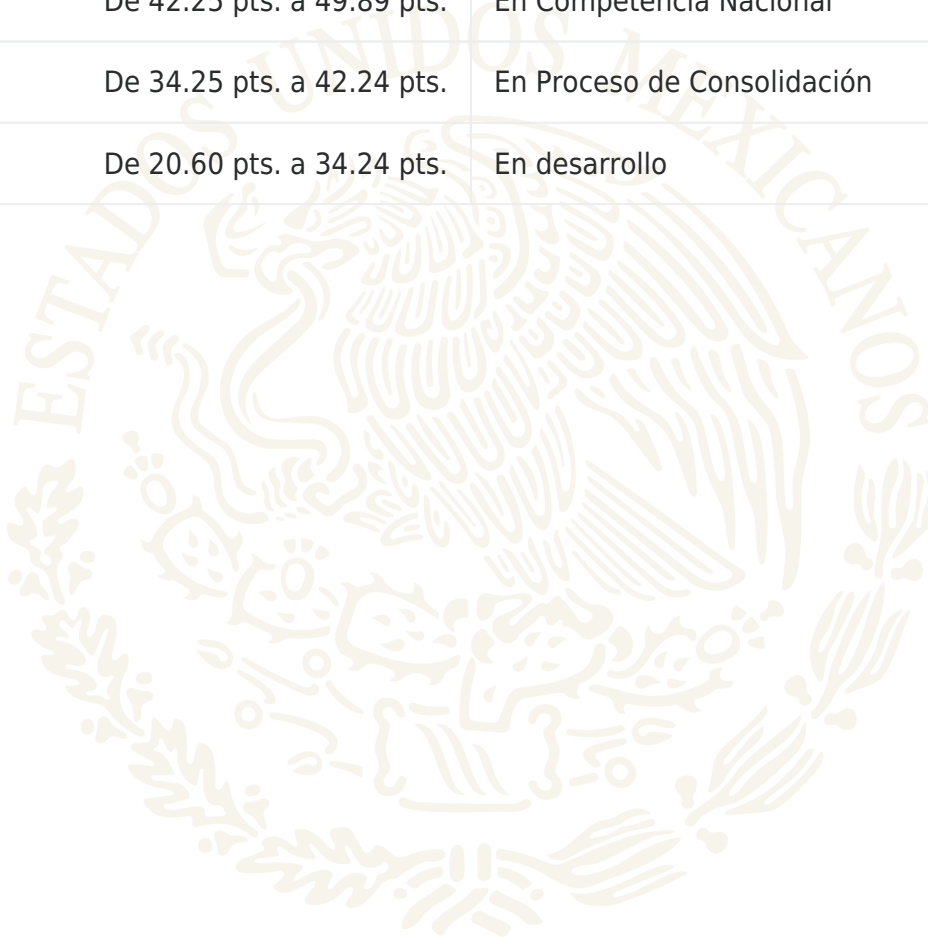 De 42.25 pts. a 49.89 pts. En Competencia Nacional
De 34.25 pts. a 42.24 pts. En Proceso de Consolidación
De 20.60 pts. a 34.24 pts. En desarrollo
ESTADOS UNIDOS MEXICANOS